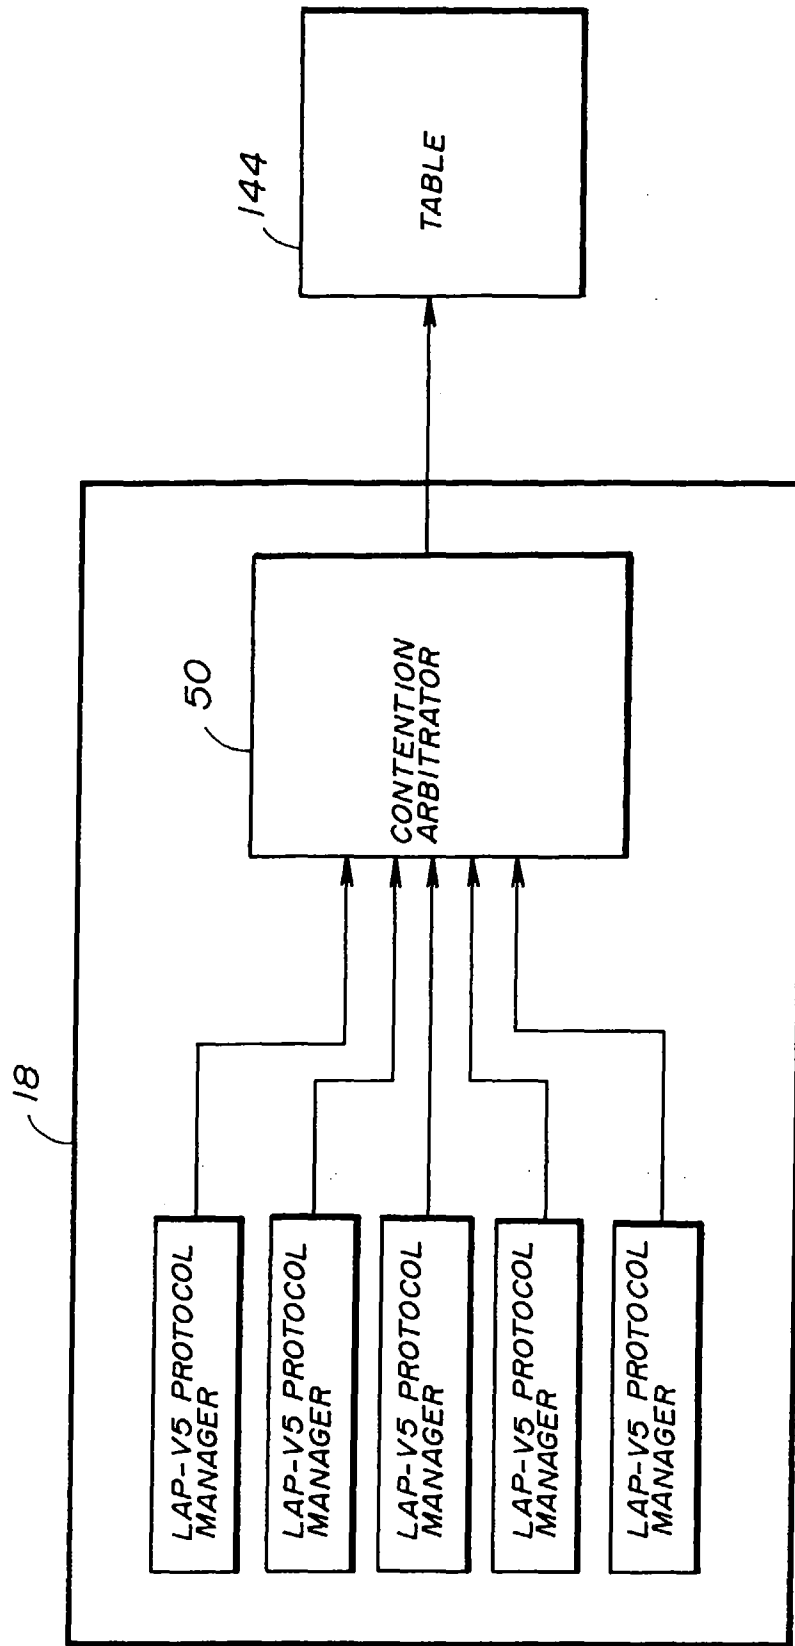 18
LAP-V5 PROTOCOL
MANAGER
LAP-V5 PROTOCOL
MANAGER
LAP-V5 PROTOCOL
MANAGER
LAP-V5 PROTOCOL
MANAGER
LAP-V5 PROTOCOL
MANAGER
50
CONTENTION
ARBITRATOR
144
TABLE